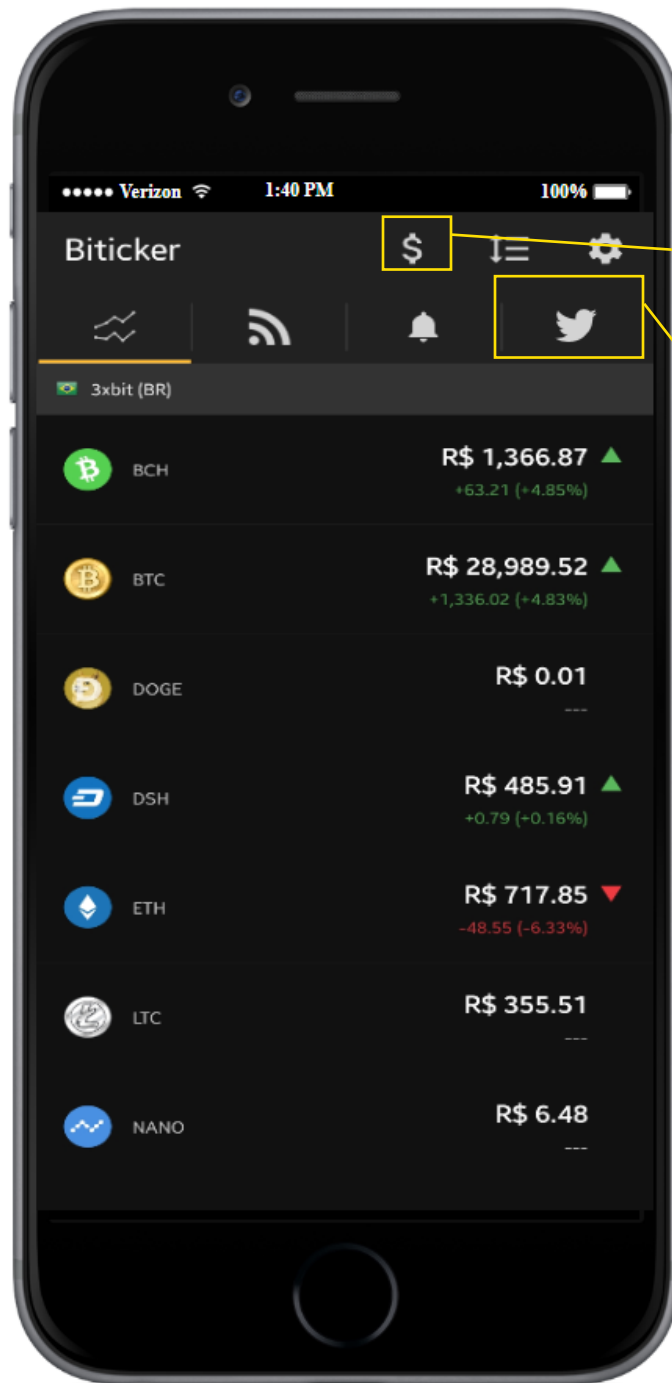 Verizon 1:40 PM 100%
Biticker $
3xbit (BR)
BCH R$ 1,366.87
+63.21 (+4.85%)
BTC R$ 28,989.52
+1,336.02 (+4.83%)
DOGE R$ 0.01
---
DSH R$ 485.91
+0.79 (+0.16%)
ETH R$ 717.85
-48.55 (-6.33%)
LTC R$ 355.51
---
NANO R$ 6.48
---